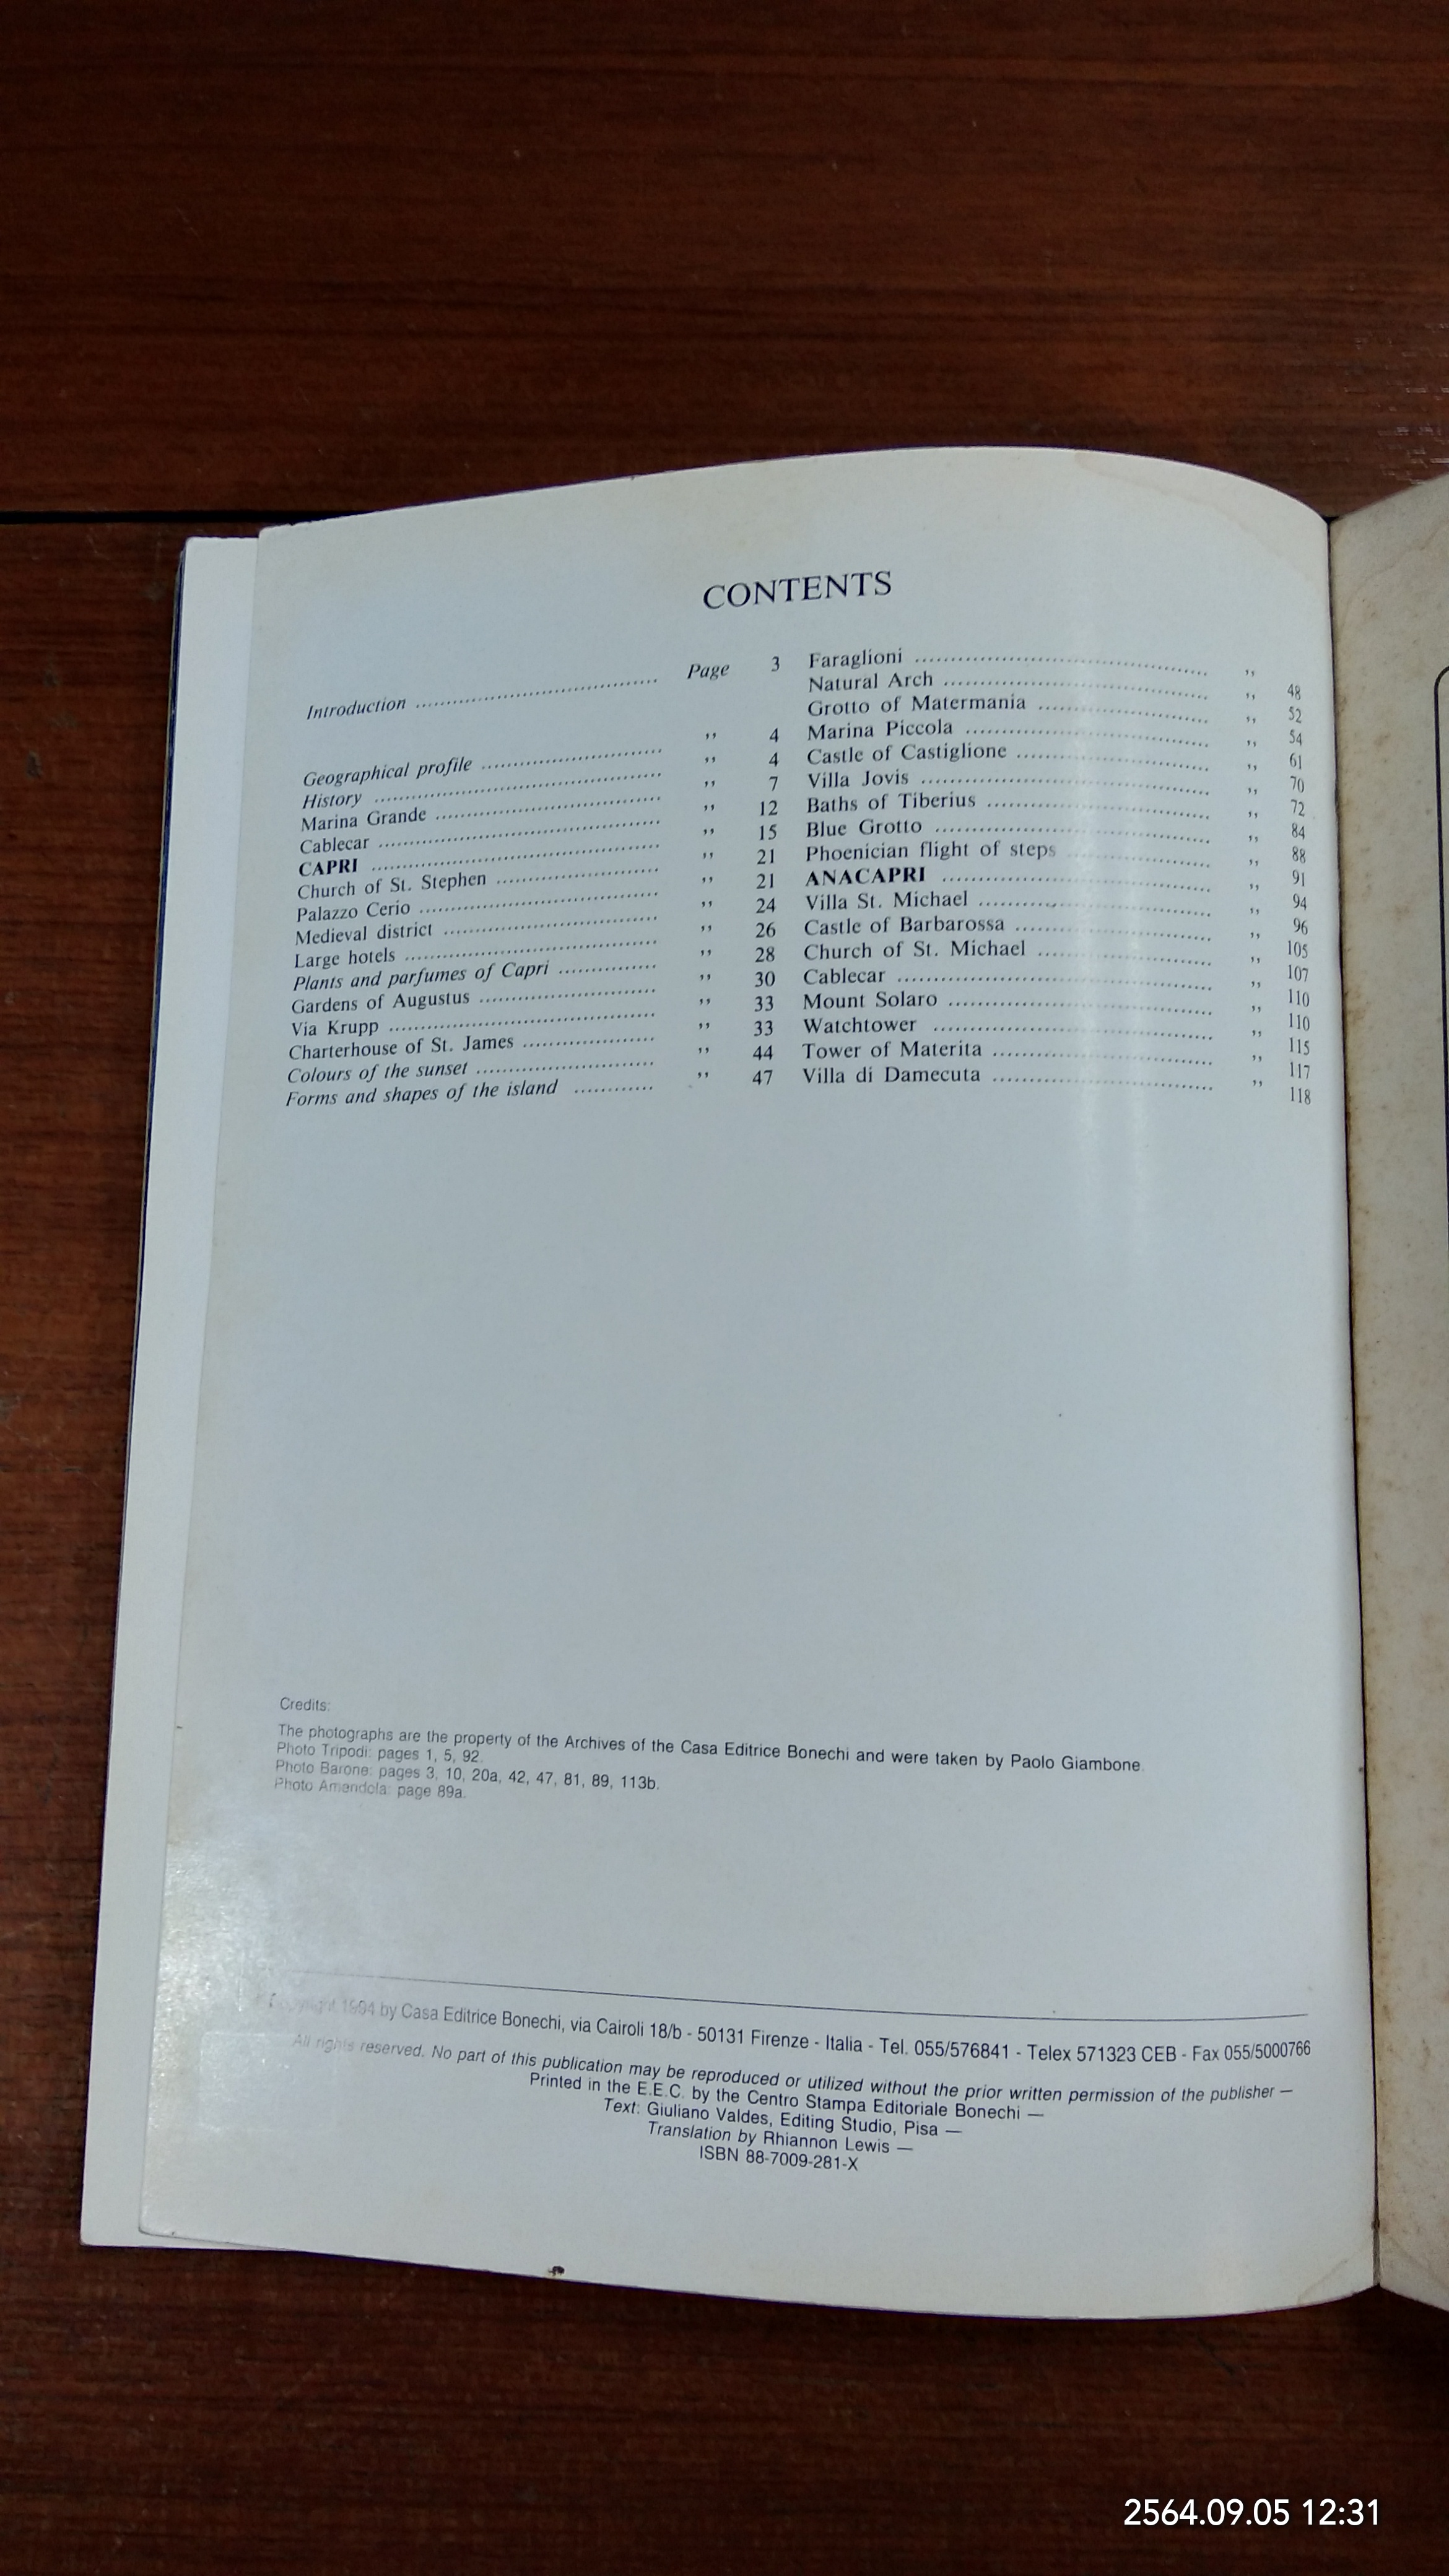 CONTENTS
Introduction ........ Page 3
Geographical profile ........ ,, 4
History ........ ,, 4
Marina Grande ........ ,, 7
Cablecar ........ ,, 12
CAPRI ........ ,, 15
Church of St. Stephen ........ ,, 21
Palazzo Cerio ........ ,, 21
Medieval district ........ ,, 24
Large hotels ........ ,, 26
Plants and parfumes of Capri ........ ,, 28
Gardens of Augustus ........ ,, 30
Via Krupp ........ ,, 33
Charterhouse of St. James ........ ,, 33
Colours of the sunset ........ ,, 44
Forms and shapes of the island ........ ,, 47
Faraglioni ........ ,, 48
Natural Arch ........ ,, 52
Grotto of Matermania ........ ,, 54
Marina Piccola ........ ,, 61
Castle of Castiglione ........ ,, 70
Villa Jovis ........ ,, 72
Baths of Tiberius ........ ,, 84
Blue Grotto ........ ,, 88
Phoenician flight of steps ........ ,, 91
ANACAPRI ........ ,, 94
Villa St. Michael ........ ,, 96
Castle of Barbarossa ........ ,, 105
Church of St. Michael ........ ,, 107
Cablecar ........ ,, 110
Mount Solaro ........ ,, 110
Watchtower ........ ,, 115
Tower of Materita ........ ,, 117
Villa di Damecuta ........ ,, 118
Credits:
The photographs are the property of the Archives of the Casa Editrice Bonechi and were taken by Paolo Giambone.
Photo Tripodi: pages 1, 5, 92.
Photo Barone: pages 3, 10, 20a, 42, 47, 81, 89, 113b.
Photo Amendola: page 89a.
by Casa Editrice Bonechi, via Cairoli 18/b - 50131 Firenze - Italia - Tel. 055/576841 - Telex 571323 CEB - Fax 055/5000766
All rights reserved. No part of this publication may be reproduced or utilized without the prior written permission of the publisher —
Printed in the E.E.C. by the Centro Stampa Editoriale Bonechi —
Text: Giuliano Valdes, Editing Studio, Pisa —
Translation by Rhiannon Lewis —
ISBN 88-7009-281-X
2564.09.05 12:31